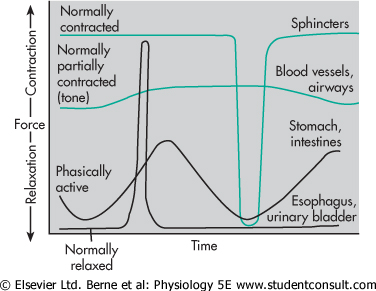 Normally
contracted
Sphincters
Contraction
Normally
partially
contracted
(tone)
Blood vessels,
airways
Force
Stomach,
intestines
Relaxation
Phasically
active
Esophagus,
urinary bladder
Normally
relaxed
Time
© Elsevier Ltd. Berne et al: Physiology 5E www.studentconsult.com